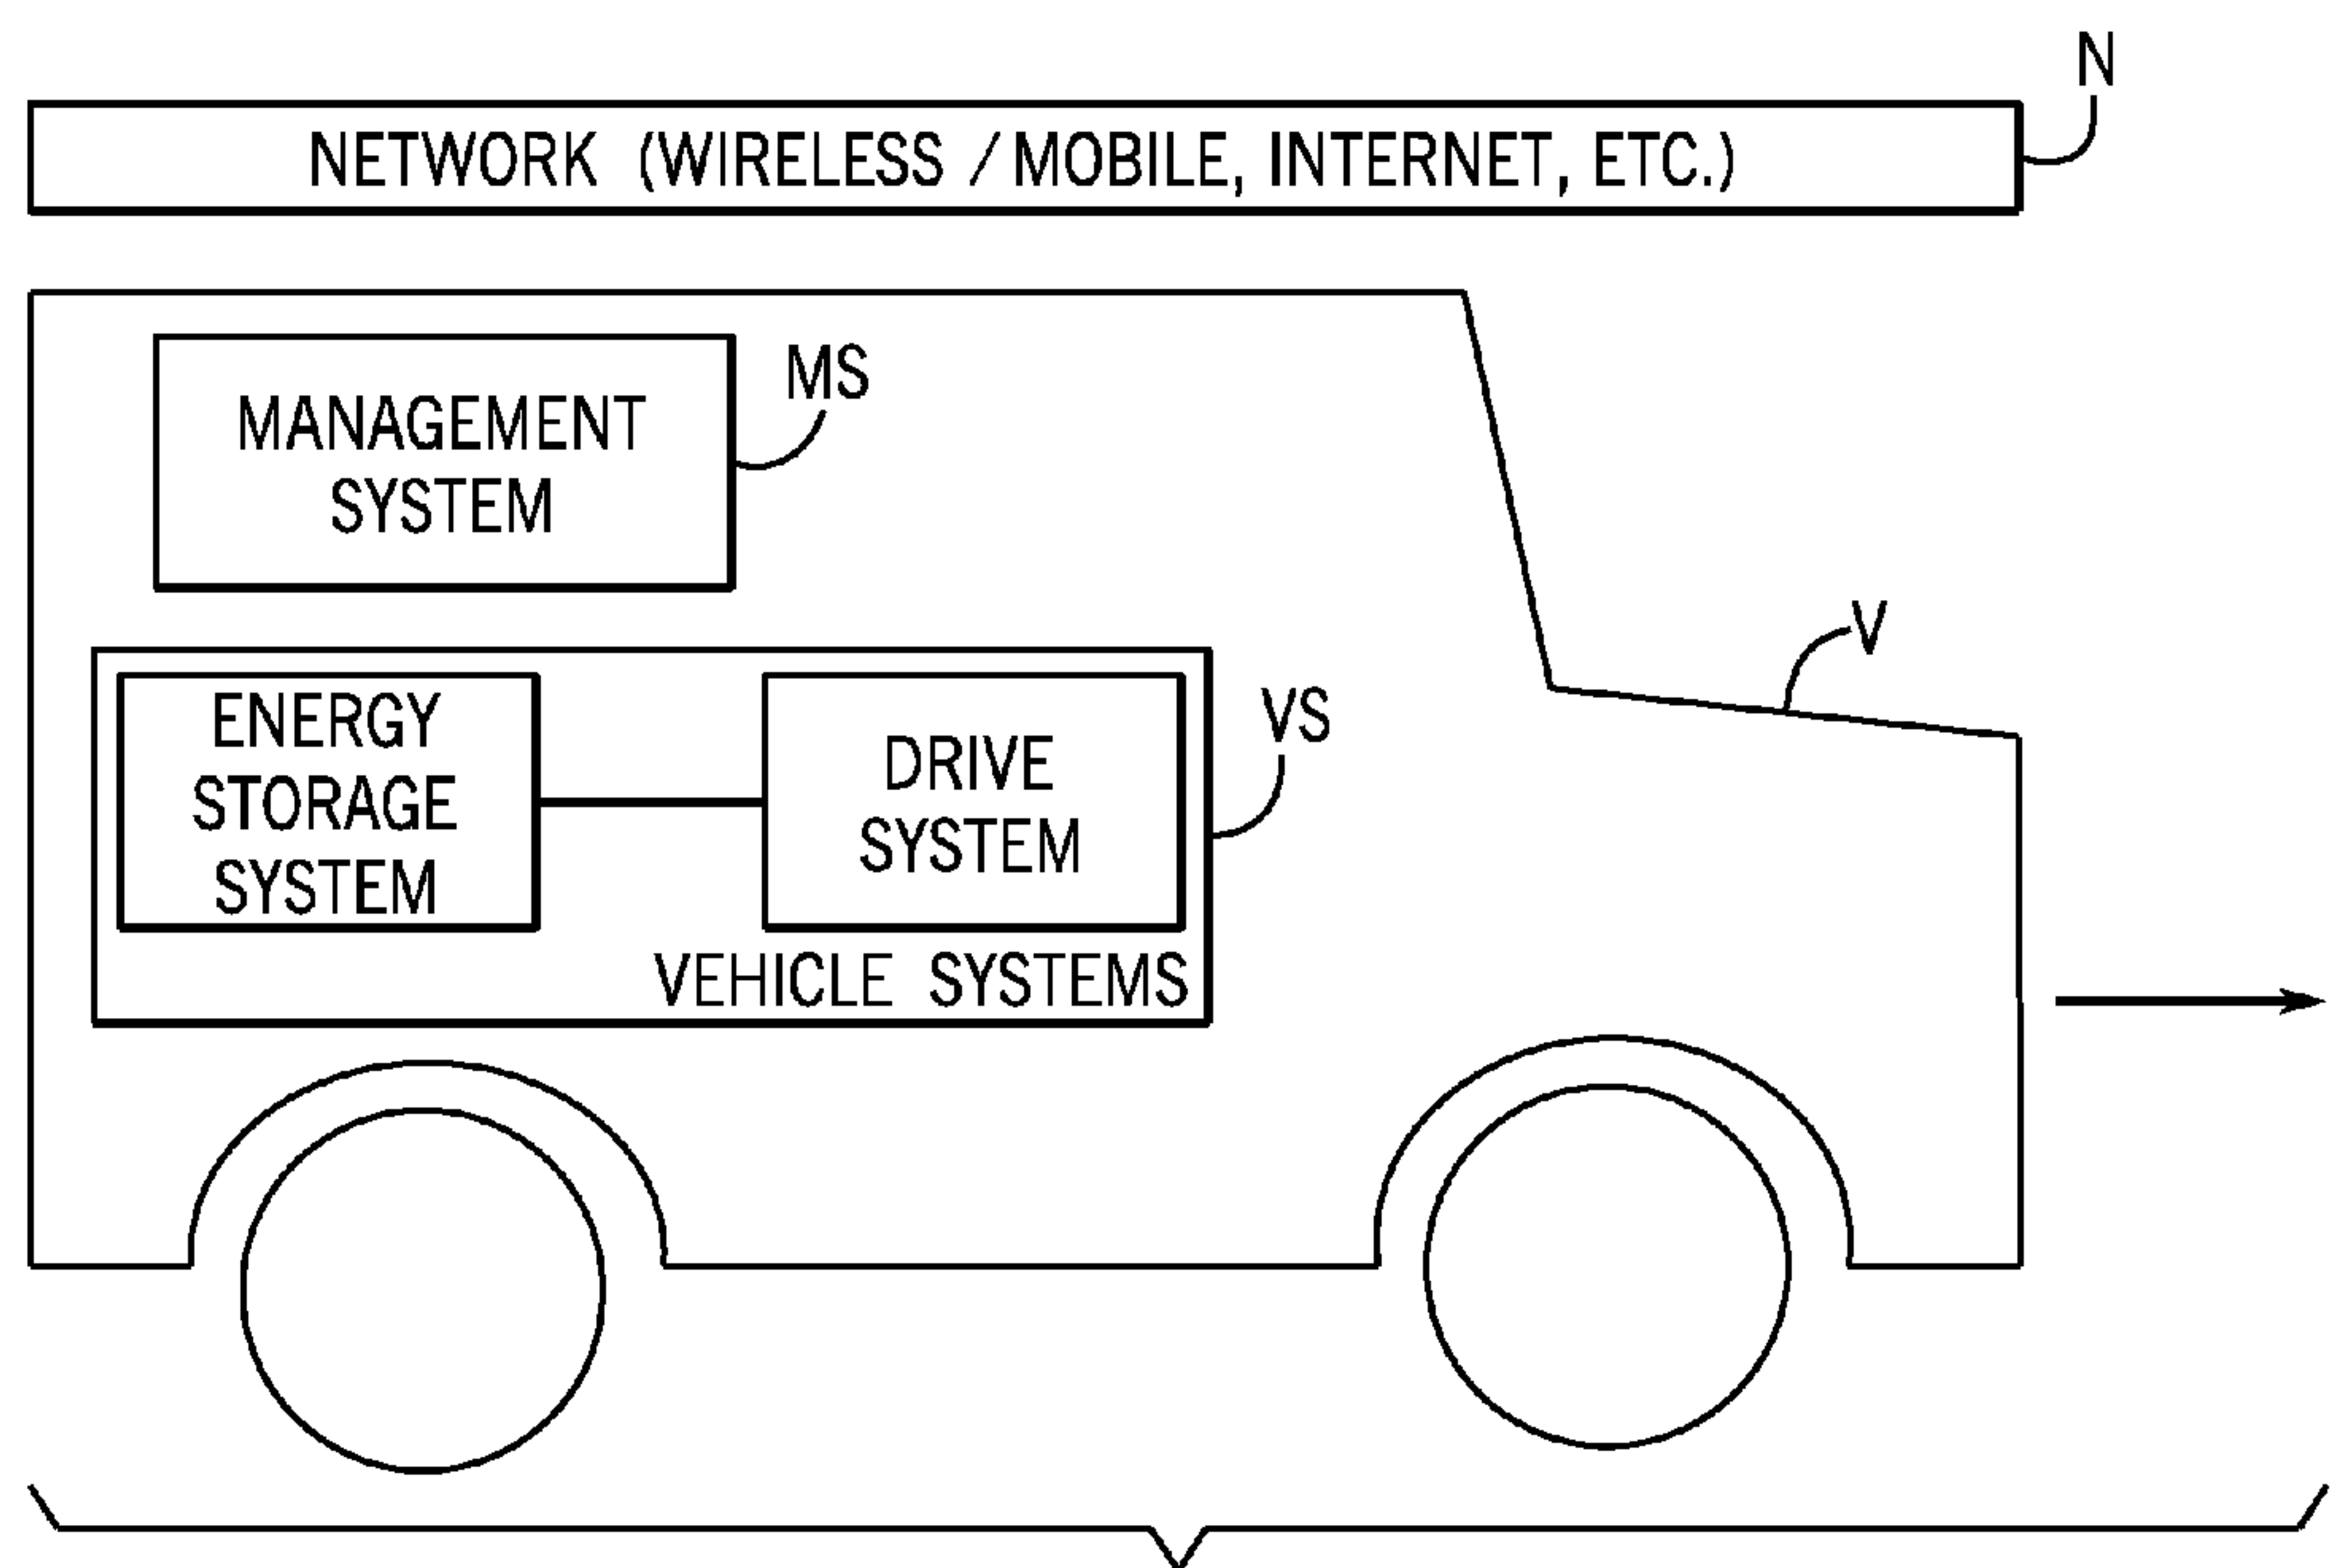 N
NETWORK (WIRELESS / MOBILE, INTERNET, ETC.)
MS
MANAGEMENT
SYSTEM
V
VS
ENERGY
STORAGE
SYSTEM
DRIVE
SYSTEM
VEHICLE SYSTEMS